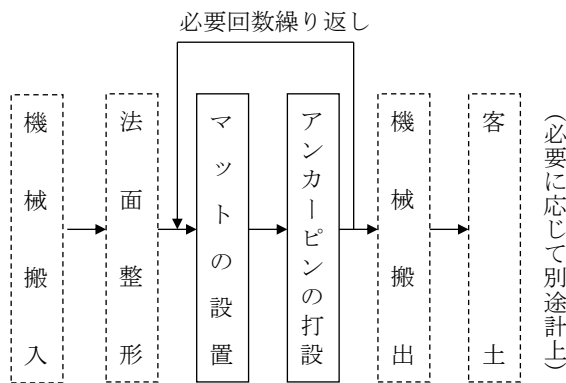 必要回数繰り返し
機械搬入
法面整形
マットの設置
アンカーピンの打設
機械搬出
客土
(必要に応じて別途計上)